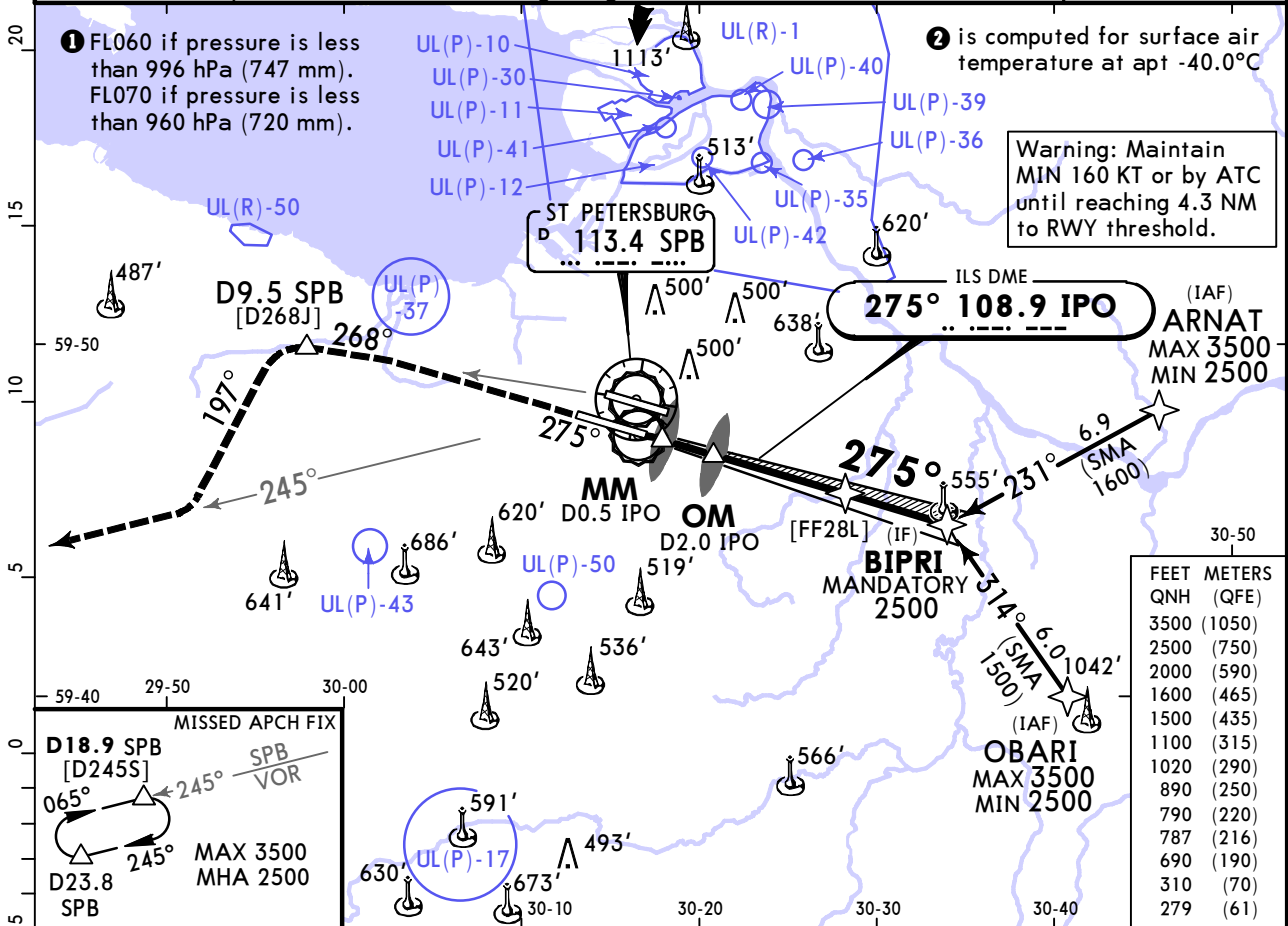 ❶ FL060 if pressure is less
than 996 hPa (747 mm).
FL070 if pressure is less
than 960 hPa (720 mm).
❷ is computed for surface air
temperature at apt -40.0°C
Warning: Maintain
MIN 160 KT or by ATC
until reaching 4.3 NM
to RWY threshold.
20
15
10
5
0
5
59-50
59-40
29-50
30-00
30-10
30-20
30-30
30-40
30-50
1113'
UL(R)-1
UL(P)-10
UL(P)-30
UL(P)-11
UL(P)-41
UL(P)-12
UL(P)-40
UL(P)-39
UL(P)-36
UL(P)-35
UL(P)-42
513'
620'
UL(R)-50
487'
UL(P)
-37
ST PETERSBURG
D 113.4 SPB
500'
500'
500'
638'
ILS DME
275° 108.9 IPO
(IAF)
ARNAT
MAX 3500
MIN 2500
6.9
(SMA
1600)
231°
D9.5 SPB
[D268J]
268°
197°
275°
245°
275°
555'
MM
D0.5 IPO
OM
D2.0 IPO
[FF28L]
(IF)
BIPRI
MANDATORY
2500
314°
6.0
(SMA
1500)
1042'
(IAF)
OBARI
MAX 3500
MIN 2500
641'
UL(P)-43
686'
620'
UL(P)-50
519'
643'
536'
520'
566'
591'
UL(P)-17
493'
630'
673'
MISSED APCH FIX
D18.9 SPB
[D245S]
245°
SPB
VOR
065°
245°
D23.8
SPB
MAX 3500
MHA 2500
FEET METERS
QNH (QFE)
3500 (1050)
2500 (750)
2000 (590)
1600 (465)
1500 (435)
1100 (315)
1020 (290)
890 (250)
790 (220)
787 (216)
690 (190)
310 (70)
279 (61)